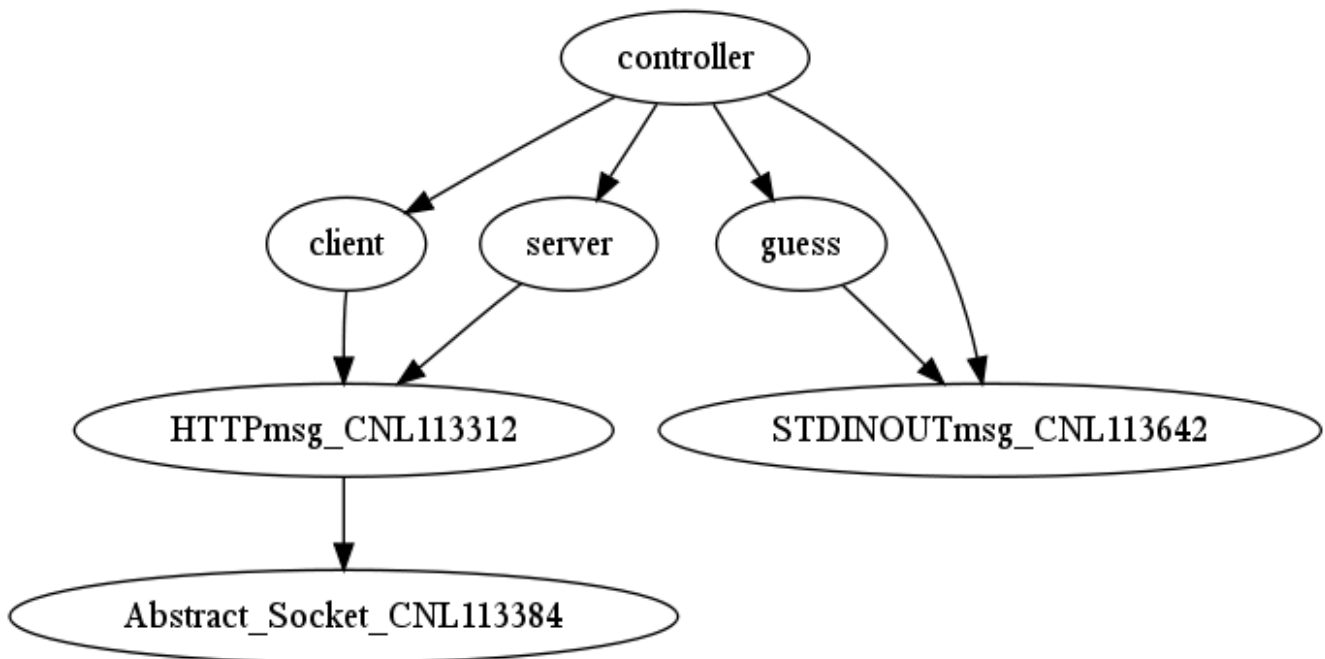 controller
client
server
guess
HTTPmsg_CNL113312
STDINOUTmsg_CNL113642
Abstract_Socket_CNL113384